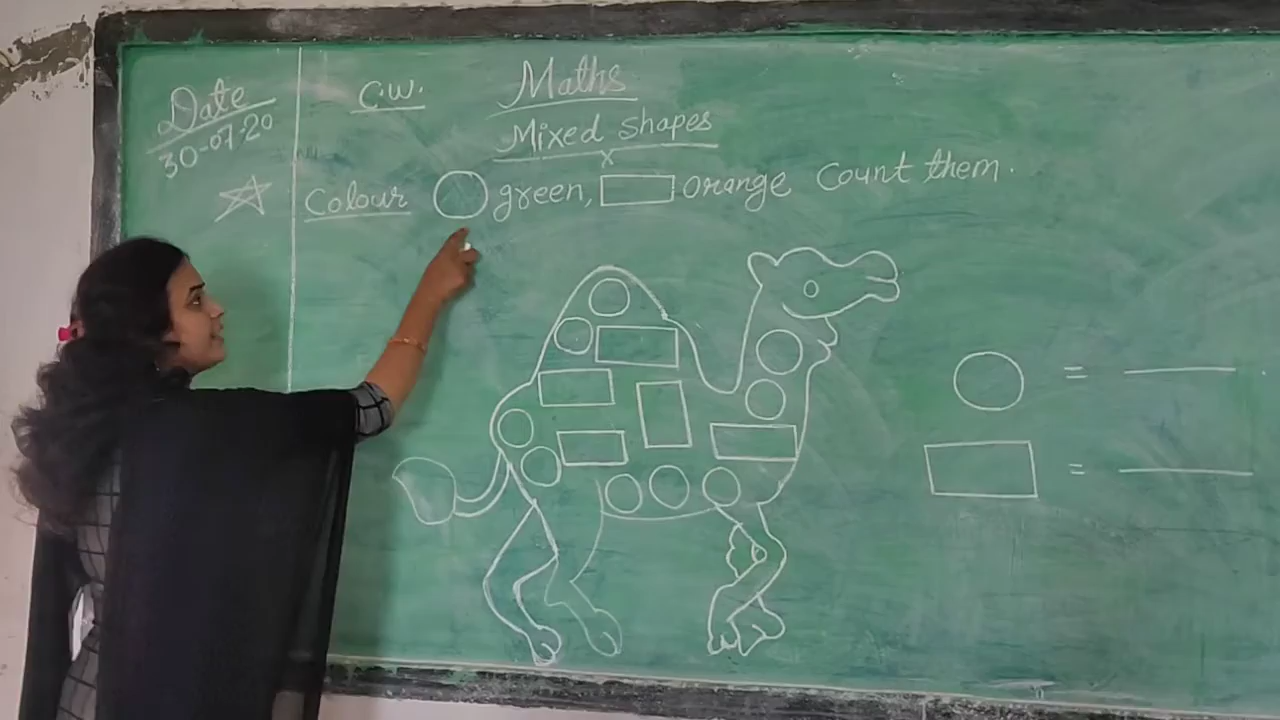 Date
30-07-20
C.W.
Maths
Mixed Shapes
x
Colour green, Orange Count them.
=
=